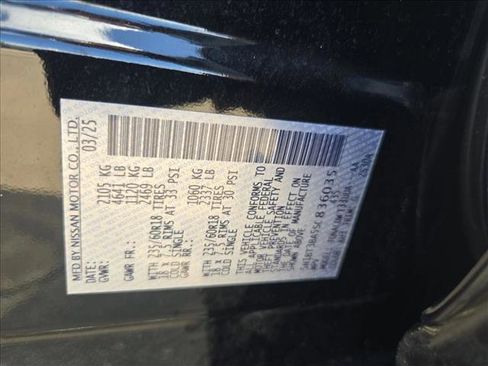 MFD BY NISSAN MOTOR CO., LTD.
DATE: 03/25
GVWR: 2105 KG
4641 LB
GAWR FR.: 1120 KG
2469 LB
WITH 235/60R18 TIRES
18 X 7.5 RIMS AT 33 PSI
COLD SINGLE
GAWR RR.: 1060 KG
2337 LB
WITH 235/60R18 TIRES
18 X 7.5 RIMS AT 30 PSI
COLD SINGLE
THIS VEHICLE CONFORMS TO
ALL APPLICABLE FEDERAL
MOTOR VEHICLE SAFETY AND
THEFT PREVENTION
STANDARDS IN EFFECT ON
THE DATE OF MANUFACTURE
SHOWN ABOVE.
836035
MPV